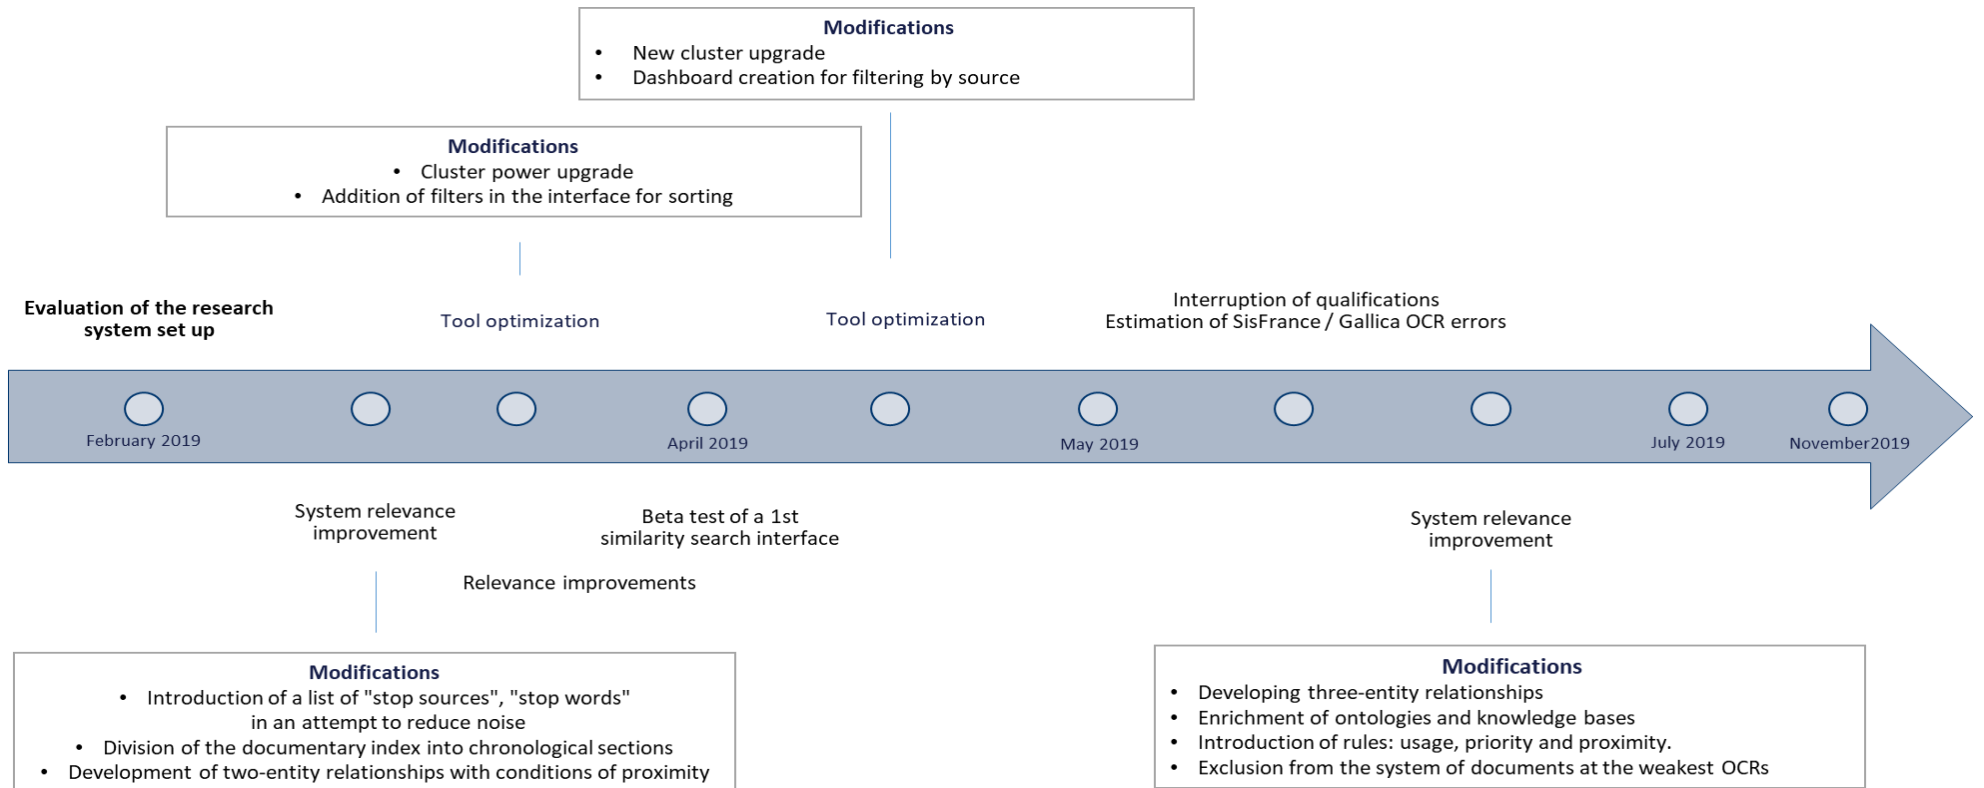 Modifications
• New cluster upgrade
• Dashboard creation for filtering by source
Modifications
• Cluster power upgrade
• Addition of filters in the interface for sorting
Evaluation of the research
system set up
Tool optimization
Tool optimization
Interruption of qualifications
Estimation of SisFrance / Gallica OCR errors
February 2019
April 2019
May 2019
July 2019
November2019
System relevance
improvement
Beta test of a 1st
similarity search interface
System relevance
improvement
Relevance improvements
Modifications
• Introduction of a list of "stop sources", "stop words"
in an attempt to reduce noise
• Division of the documentary index into chronological sections
• Development of two-entity relationships with conditions of proximity
Modifications
• Developing three-entity relationships
• Enrichment of ontologies and knowledge bases
• Introduction of rules: usage, priority and proximity.
• Exclusion from the system of documents at the weakest OCRs